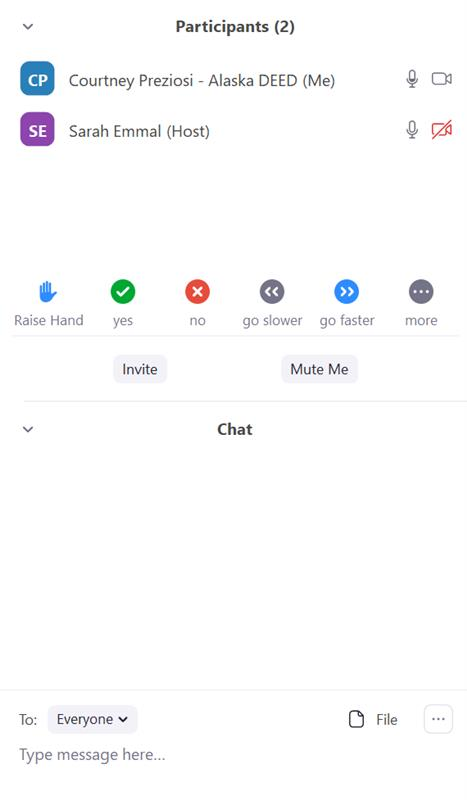 Participants (2)
CP Courtney Preziosi - Alaska DEED (Me)
SE Sarah Emmal (Host)
Raise Hand yes no go slower go faster more
Invite Mute Me
Chat
To: Everyone File
Type message here...